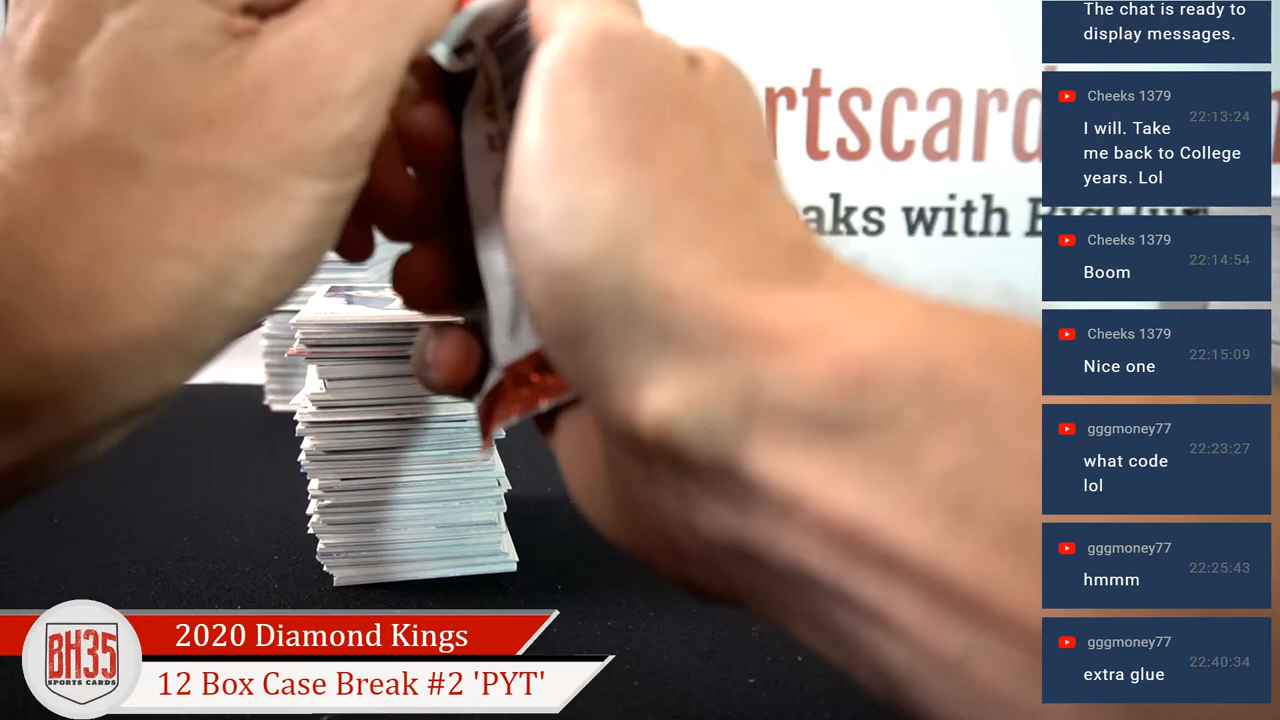 The chat is ready to
display messages.
Cheeks 1379
22:13:24
I will. Take
me back to College
years. Lol
rtscard
aks with
Cheeks 1379
22:14:54
Boom
Cheeks 1379
22:15:09
Nice one
gggmoney77
22:23:27
what code
lol
gggmoney77
22:25:43
hmmm
gggmoney77
22:40:34
extra glue
2020 Diamond Kings
12 Box Case Break #2 'PYT'
BH35
SPORTS CARDS